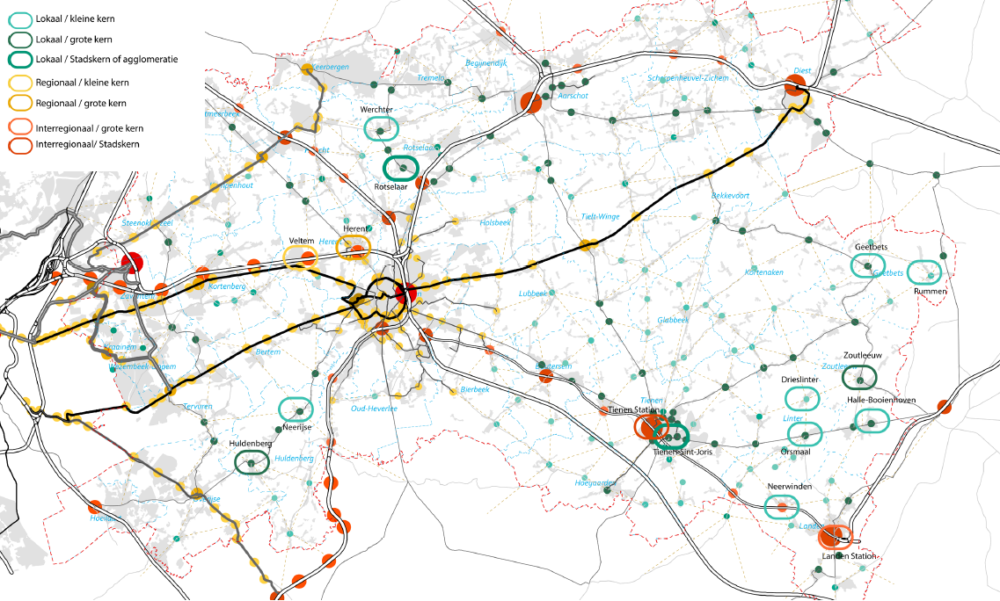 Lokaal / kleine kern
Lokaal / grote kern
Lokaal / Stadskern of agglomeratie
Regionaal / kleine kern
Regionaal / grote kern
Interregionaal / grote kern
Interregionaal/ Stadskern
Keerbergen
Begijnendijk
Diest
Tremelo
Scherpenheuvel-Zichem
Aarschot
Werchter
Rotselaar
Rotselaar
Bekkevoort
Tielt-Winge
Holsbeek
Steenokkerzeel
Herent
Veltem
Geetbets
Geetbets
Rummen
Kortenaken
Kortenberg
Zaventem
Lubbeek
Glabbeek
Kraainem
Wezembeek-Oppem
Bertem
Boutersem
Zoutleeuw
Drieslinter
Bierbeek
Oud-Heverlee
Tervuren
Tienen
Tienen Station
Halle-Booienhoven
Linter
Neerijse
Huldenberg
Huldenberg
Orsmaal
Tienen Sint-Joris
Hoegaarden
Neerwinden
Landen Station